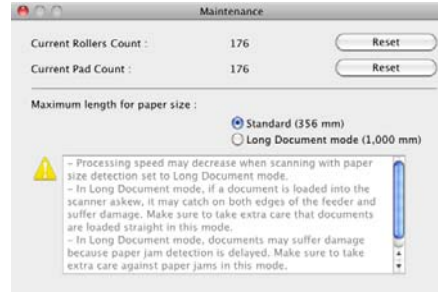 Maintenance
Current Rollers Count : 176 Reset
Current Pad Count : 176 Reset
Maximum length for paper size :
Standard (356 mm)
Long Document mode (1,000 mm)
– Processing speed may decrease when scanning with paper
size detection set to Long Document mode.
– In Long Document mode, if a document is loaded into the
scanner askew, it may catch on both edges of the feeder and
suffer damage. Make sure to take extra care that documents
are loaded straight in this mode.
– In Long Document mode, documents may suffer damage
because paper jam detection is delayed. Make sure to take
extra care against paper jams in this mode.